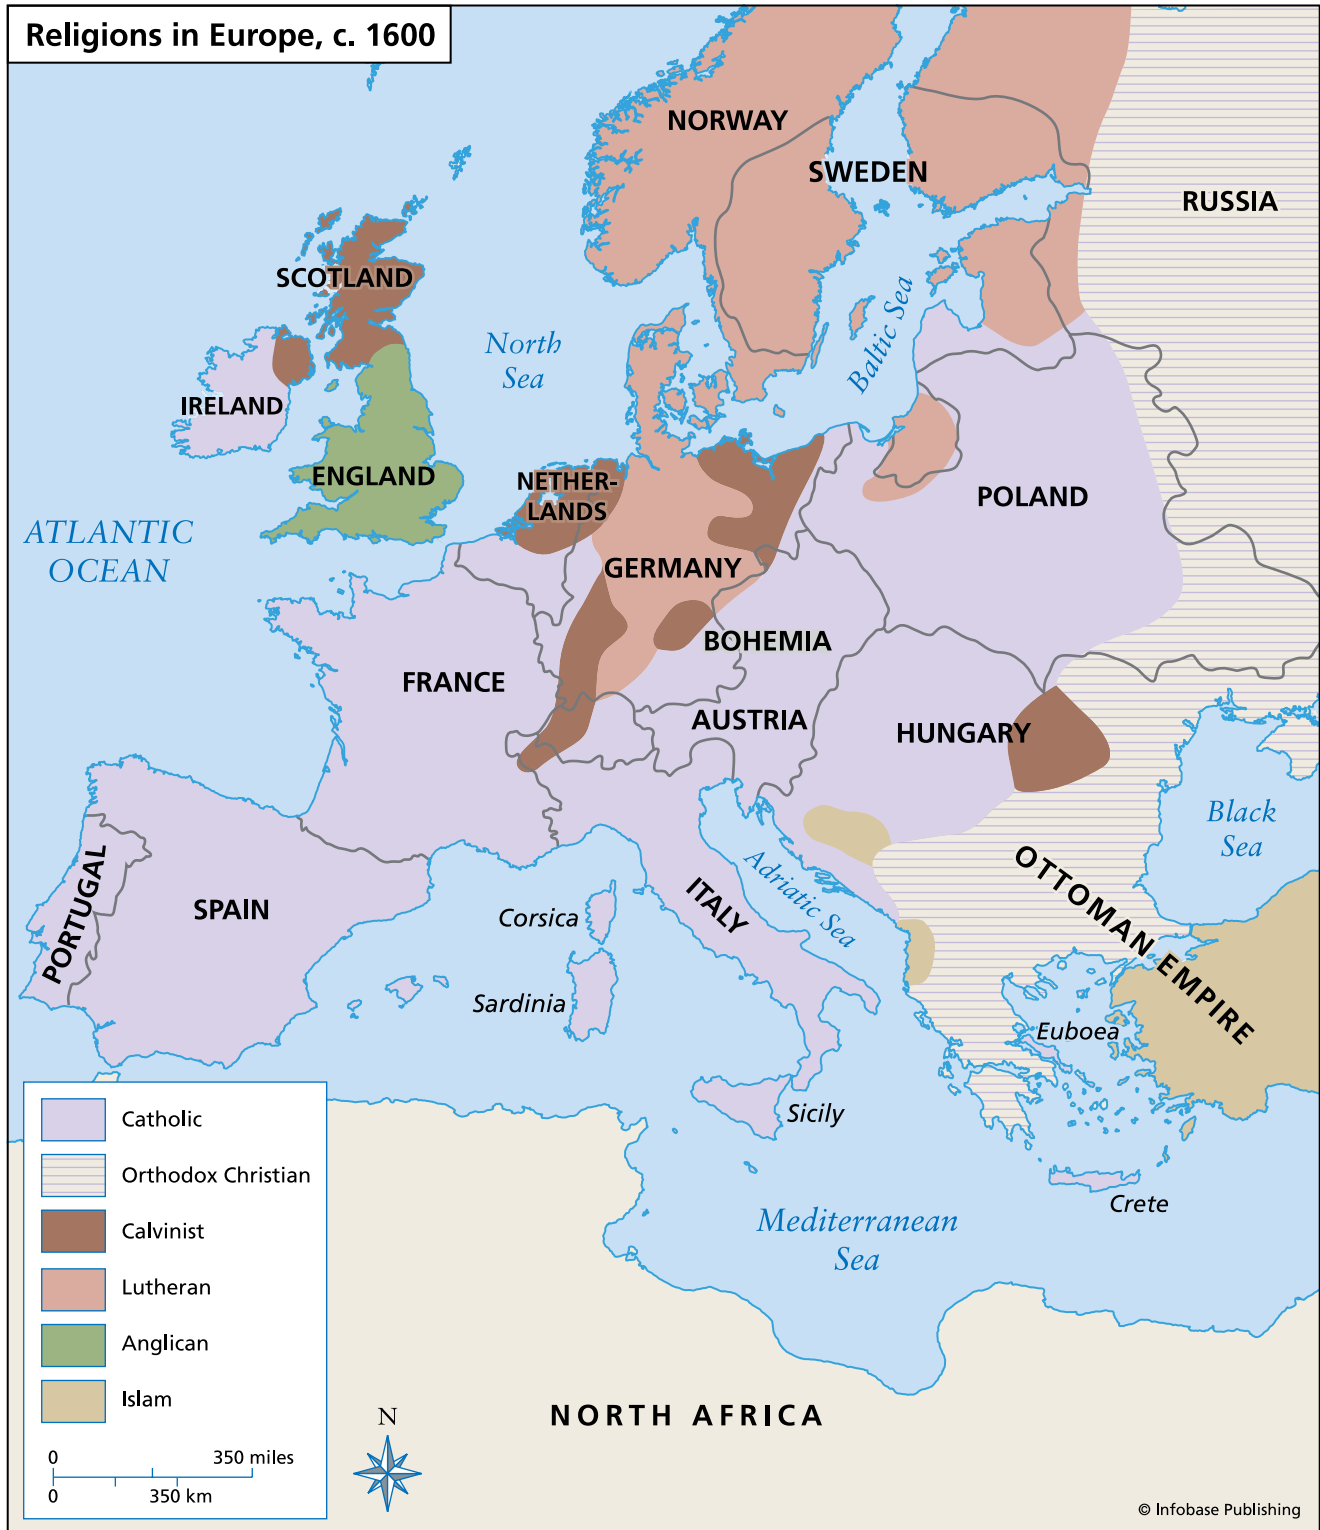 Religions in Europe, c. 1600
NORWAY
SWEDEN
RUSSIA
SCOTLAND
North
Sea
Baltic Sea
IRELAND
ENGLAND
NETHER-
LANDS
POLAND
ATLANTIC
OCEAN
GERMANY
BOHEMIA
FRANCE
AUSTRIA
HUNGARY
Black
Sea
OTTOMAN EMPIRE
PORTUGAL
SPAIN
Corsica
ITALY
Adriatic Sea
Sardinia
Euboea
Sicily
Crete
Mediterranean
Sea
NORTH AFRICA
Catholic
Orthodox Christian
Calvinist
Lutheran
Anglican
Islam
0 350 miles
0 350 km
N
© Infobase Publishing